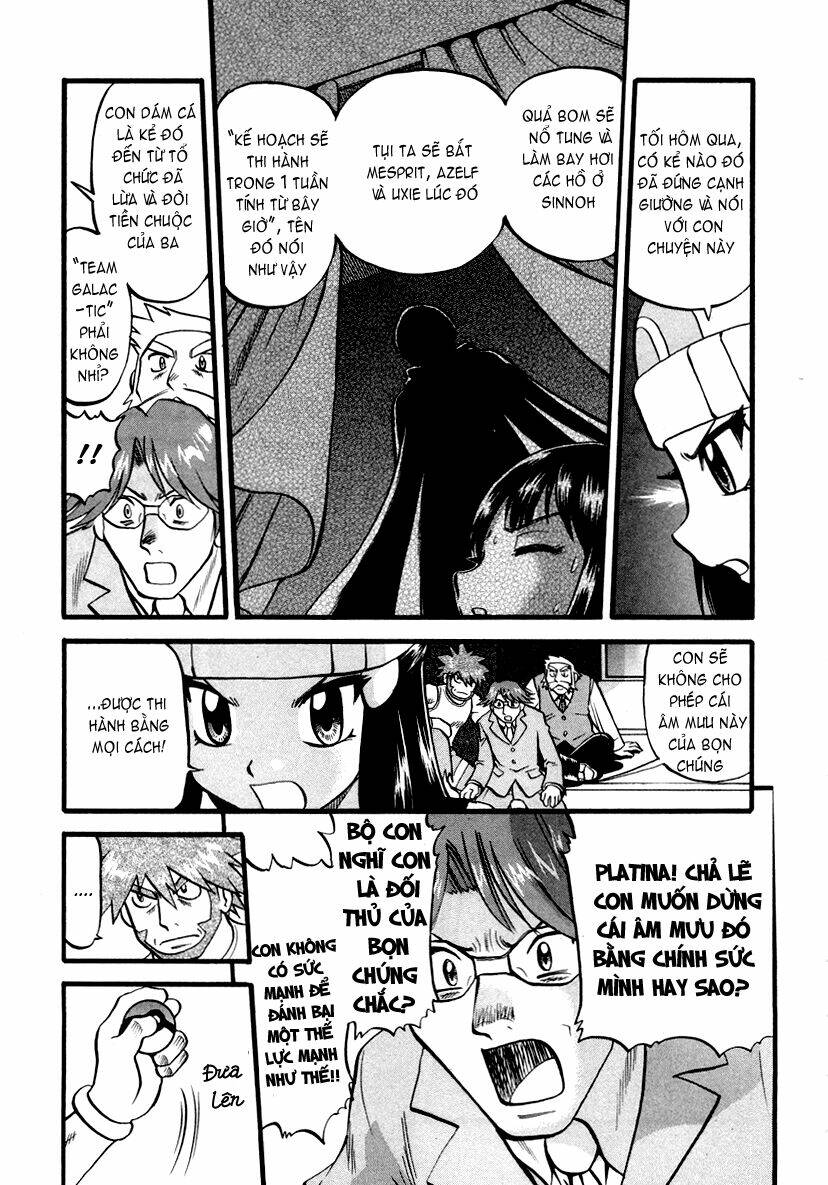 TỐI HÔM QUA,
CÓ KẺ NÀO ĐÓ
ĐÃ ĐỨNG CẠNH
GIƯỜNG VÀ NÓI
VỚI CON
CHUYỆN NÀY
QUẢ BOM SẼ
NỔ TUNG VÀ
LÀM BAY HƠI
CÁC HỒ Ở
SINNOH
TỤI TA SẼ BẮT
MESPRIT, AZELF
VÀ UXIE LÚC ĐÓ
"KẾ HOẠCH SẼ
THI HÀNH
TRONG 1 TUẦN
TÍNH TỪ BÂY
GIỜ", TÊN
ĐÓ NÓI
NHƯ VẬY
CON DÁM CÁ
LÀ KẺ ĐÓ
ĐẾN TỪ TỔ
CHỨC ĐÃ
LỪA VÀ ĐÒI
TIỀN CHUỘC
CỦA BA
"TEAM
GALAC
-TIC"
PHẢI
KHÔNG
NHỈ?
!!
CON SẼ
KHÔNG CHO
PHÉP CÁI
ÂM MƯU NÀY
CỦA BỌN
CHÚNG
...ĐƯỢC THI
HÀNH BẰNG
MỌI CÁCH!
PLATINA! CHẢ LẼ
CON MUỐN DỪNG
CÁI ÂM MƯU ĐÓ
BẰNG CHÍNH SỨC
MÌNH HAY SAO?
BỘ CON
NGHĨ CON
LÀ ĐỐI
THỦ CỦA
BỌN
CHÚNG
CHẮC?
CON KHÔNG
CÓ SỨC
MẠNH ĐỂ
ĐÁNH BẠI
MỘT THẾ
LỰC MẠNH
NHƯ THẾ!!
....
Đưa
Lên